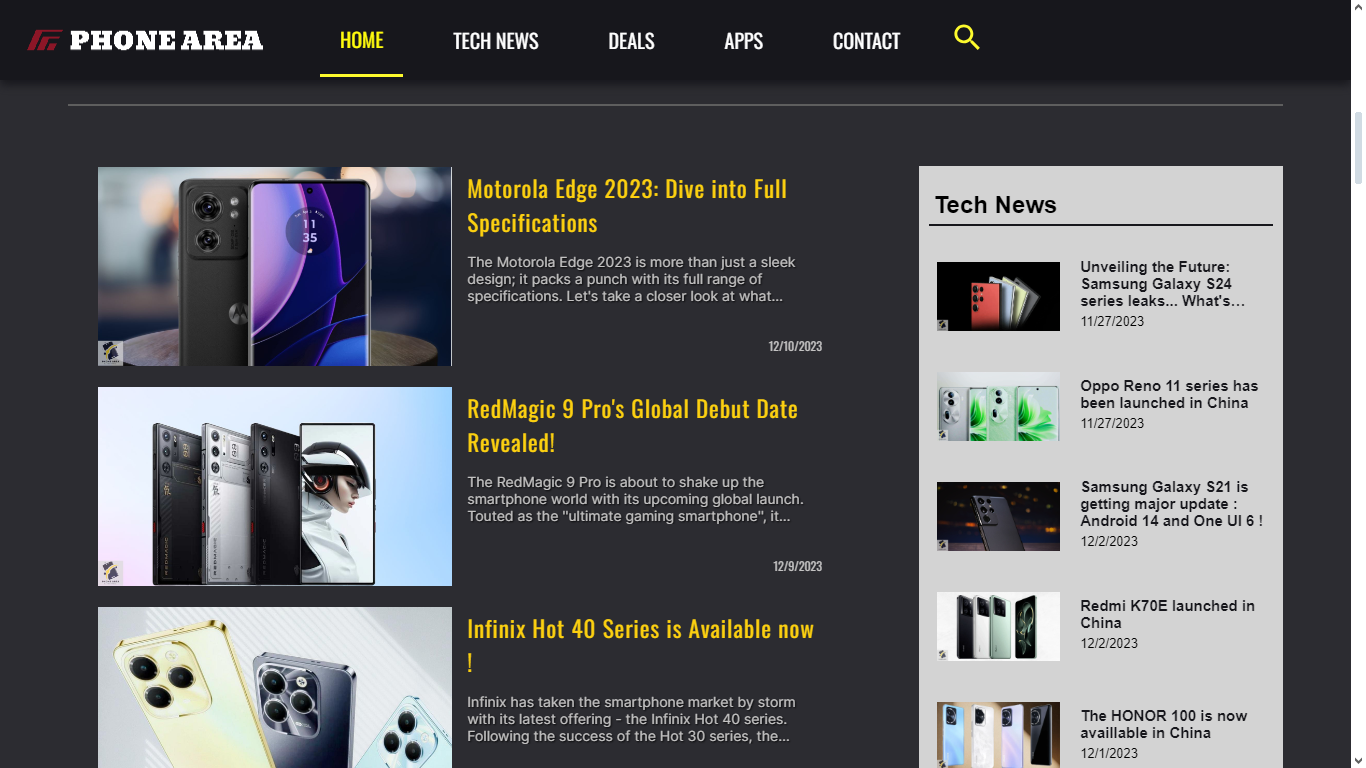 PHONE AREA
HOME
TECH NEWS
DEALS
APPS
CONTACT
Motorola Edge 2023: Dive into Full
Specifications
The Motorola Edge 2023 is more than just a sleek
design; it packs a punch with its full range of
specifications. Let's take a closer look at what...
12/10/2023
11
35
RedMagic 9 Pro's Global Debut Date
Revealed!
The RedMagic 9 Pro is about to shake up the
smartphone world with its upcoming global launch.
Touted as the "ultimate gaming smartphone", it...
12/9/2023
REDMAGIC
REDMAGIC
REDMAGIC
Infinix Hot 40 Series is Available now
!
Infinix has taken the smartphone market by storm
with its latest offering - the Infinix Hot 40 series.
Following the success of the Hot 30 series, the...
Tech News
Unveiling the Future:
Samsung Galaxy S24
series leaks... What's...
11/27/2023
Oppo Reno 11 series has
been launched in China
11/27/2023
Samsung Galaxy S21 is
getting major update :
Android 14 and One UI 6 !
12/2/2023
Redmi K70E launched in
China
12/2/2023
The HONOR 100 is now
availlable in China
12/1/2023